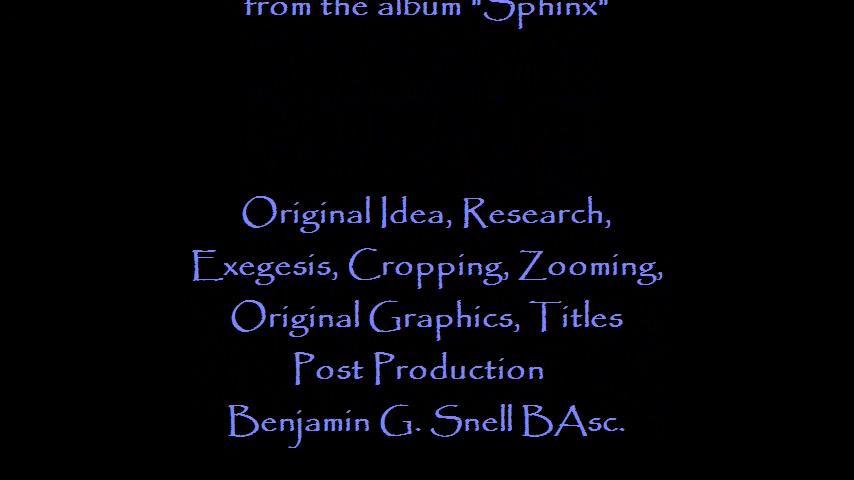 from the album "Sphinx"
Original Idea, Research,
Exegesis, Cropping, Zooming,
Original Graphics, Titles
Post Production
Benjamin G. Snell BAsc.